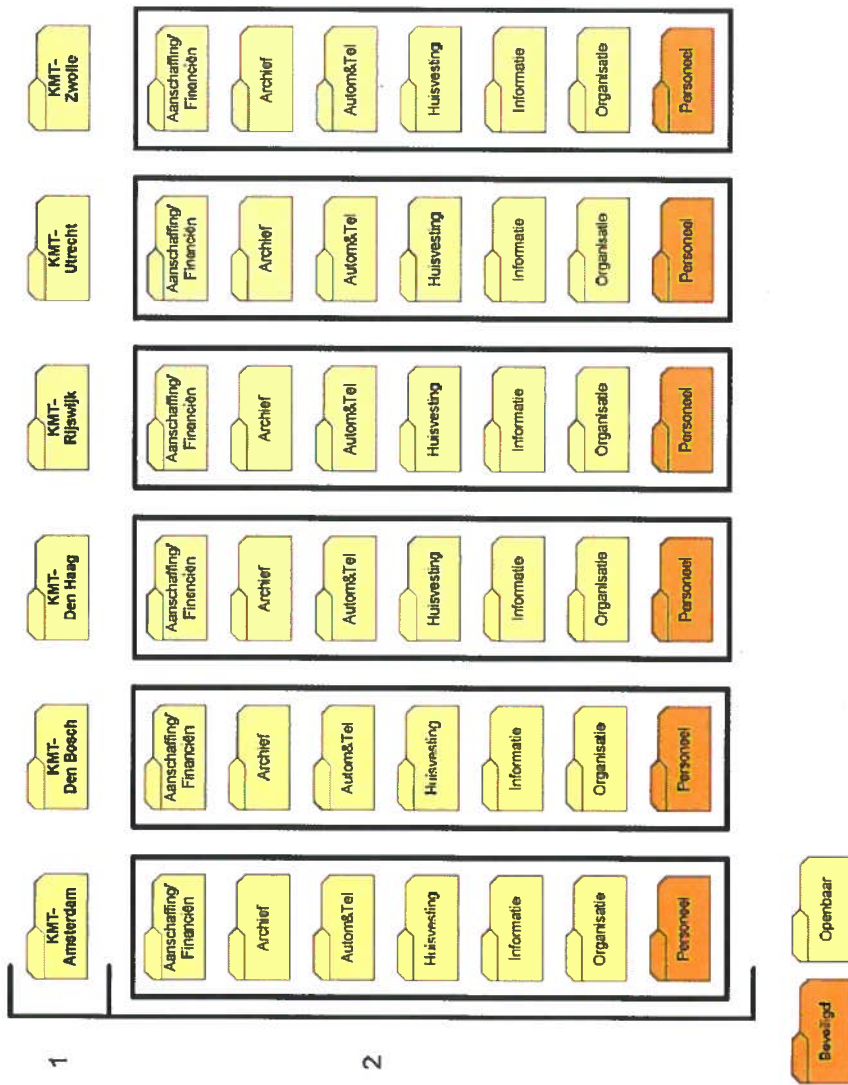 1
KMT-
Amsterdam
KMT-
Den Bosch
KMT-
Den Haag
KMT-
Rijswijk
KMT-
Utrecht
KMT-
Zwolle
2
Aanschaffing/
Financiën
Archief
Autom&Tel
Huisvesting
Informatie
Organisatie
Personeel
Aanschaffing/
Financiën
Archief
Autom&Tel
Huisvesting
Informatie
Organisatie
Personeel
Aanschaffing/
Financiën
Archief
Autom&Tel
Huisvesting
Informatie
Organisatie
Personeel
Aanschaffing/
Financiën
Archief
Autom&Tel
Huisvesting
Informatie
Organisatie
Personeel
Aanschaffing/
Financiën
Archief
Autom&Tel
Huisvesting
Informatie
Organisatie
Personeel
Aanschaffing/
Financiën
Archief
Autom&Tel
Huisvesting
Informatie
Organisatie
Personeel
Beveiligd
Openbaar